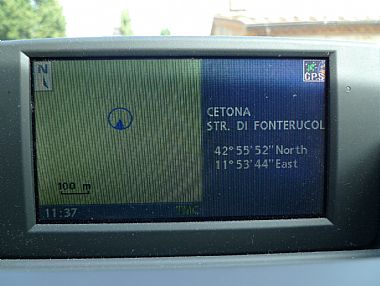 N
GPS
CETONA
STR. DI FONTERUCOL
42°55'52"North
11°53'44"East
100 m
11:37
TMC